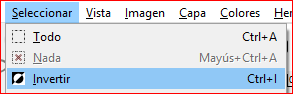 Seleccionar Vista Imagen Capa Colores
Todo Ctrl+A
Nada Mayús+Ctrl+A
Invertir Ctrl+I